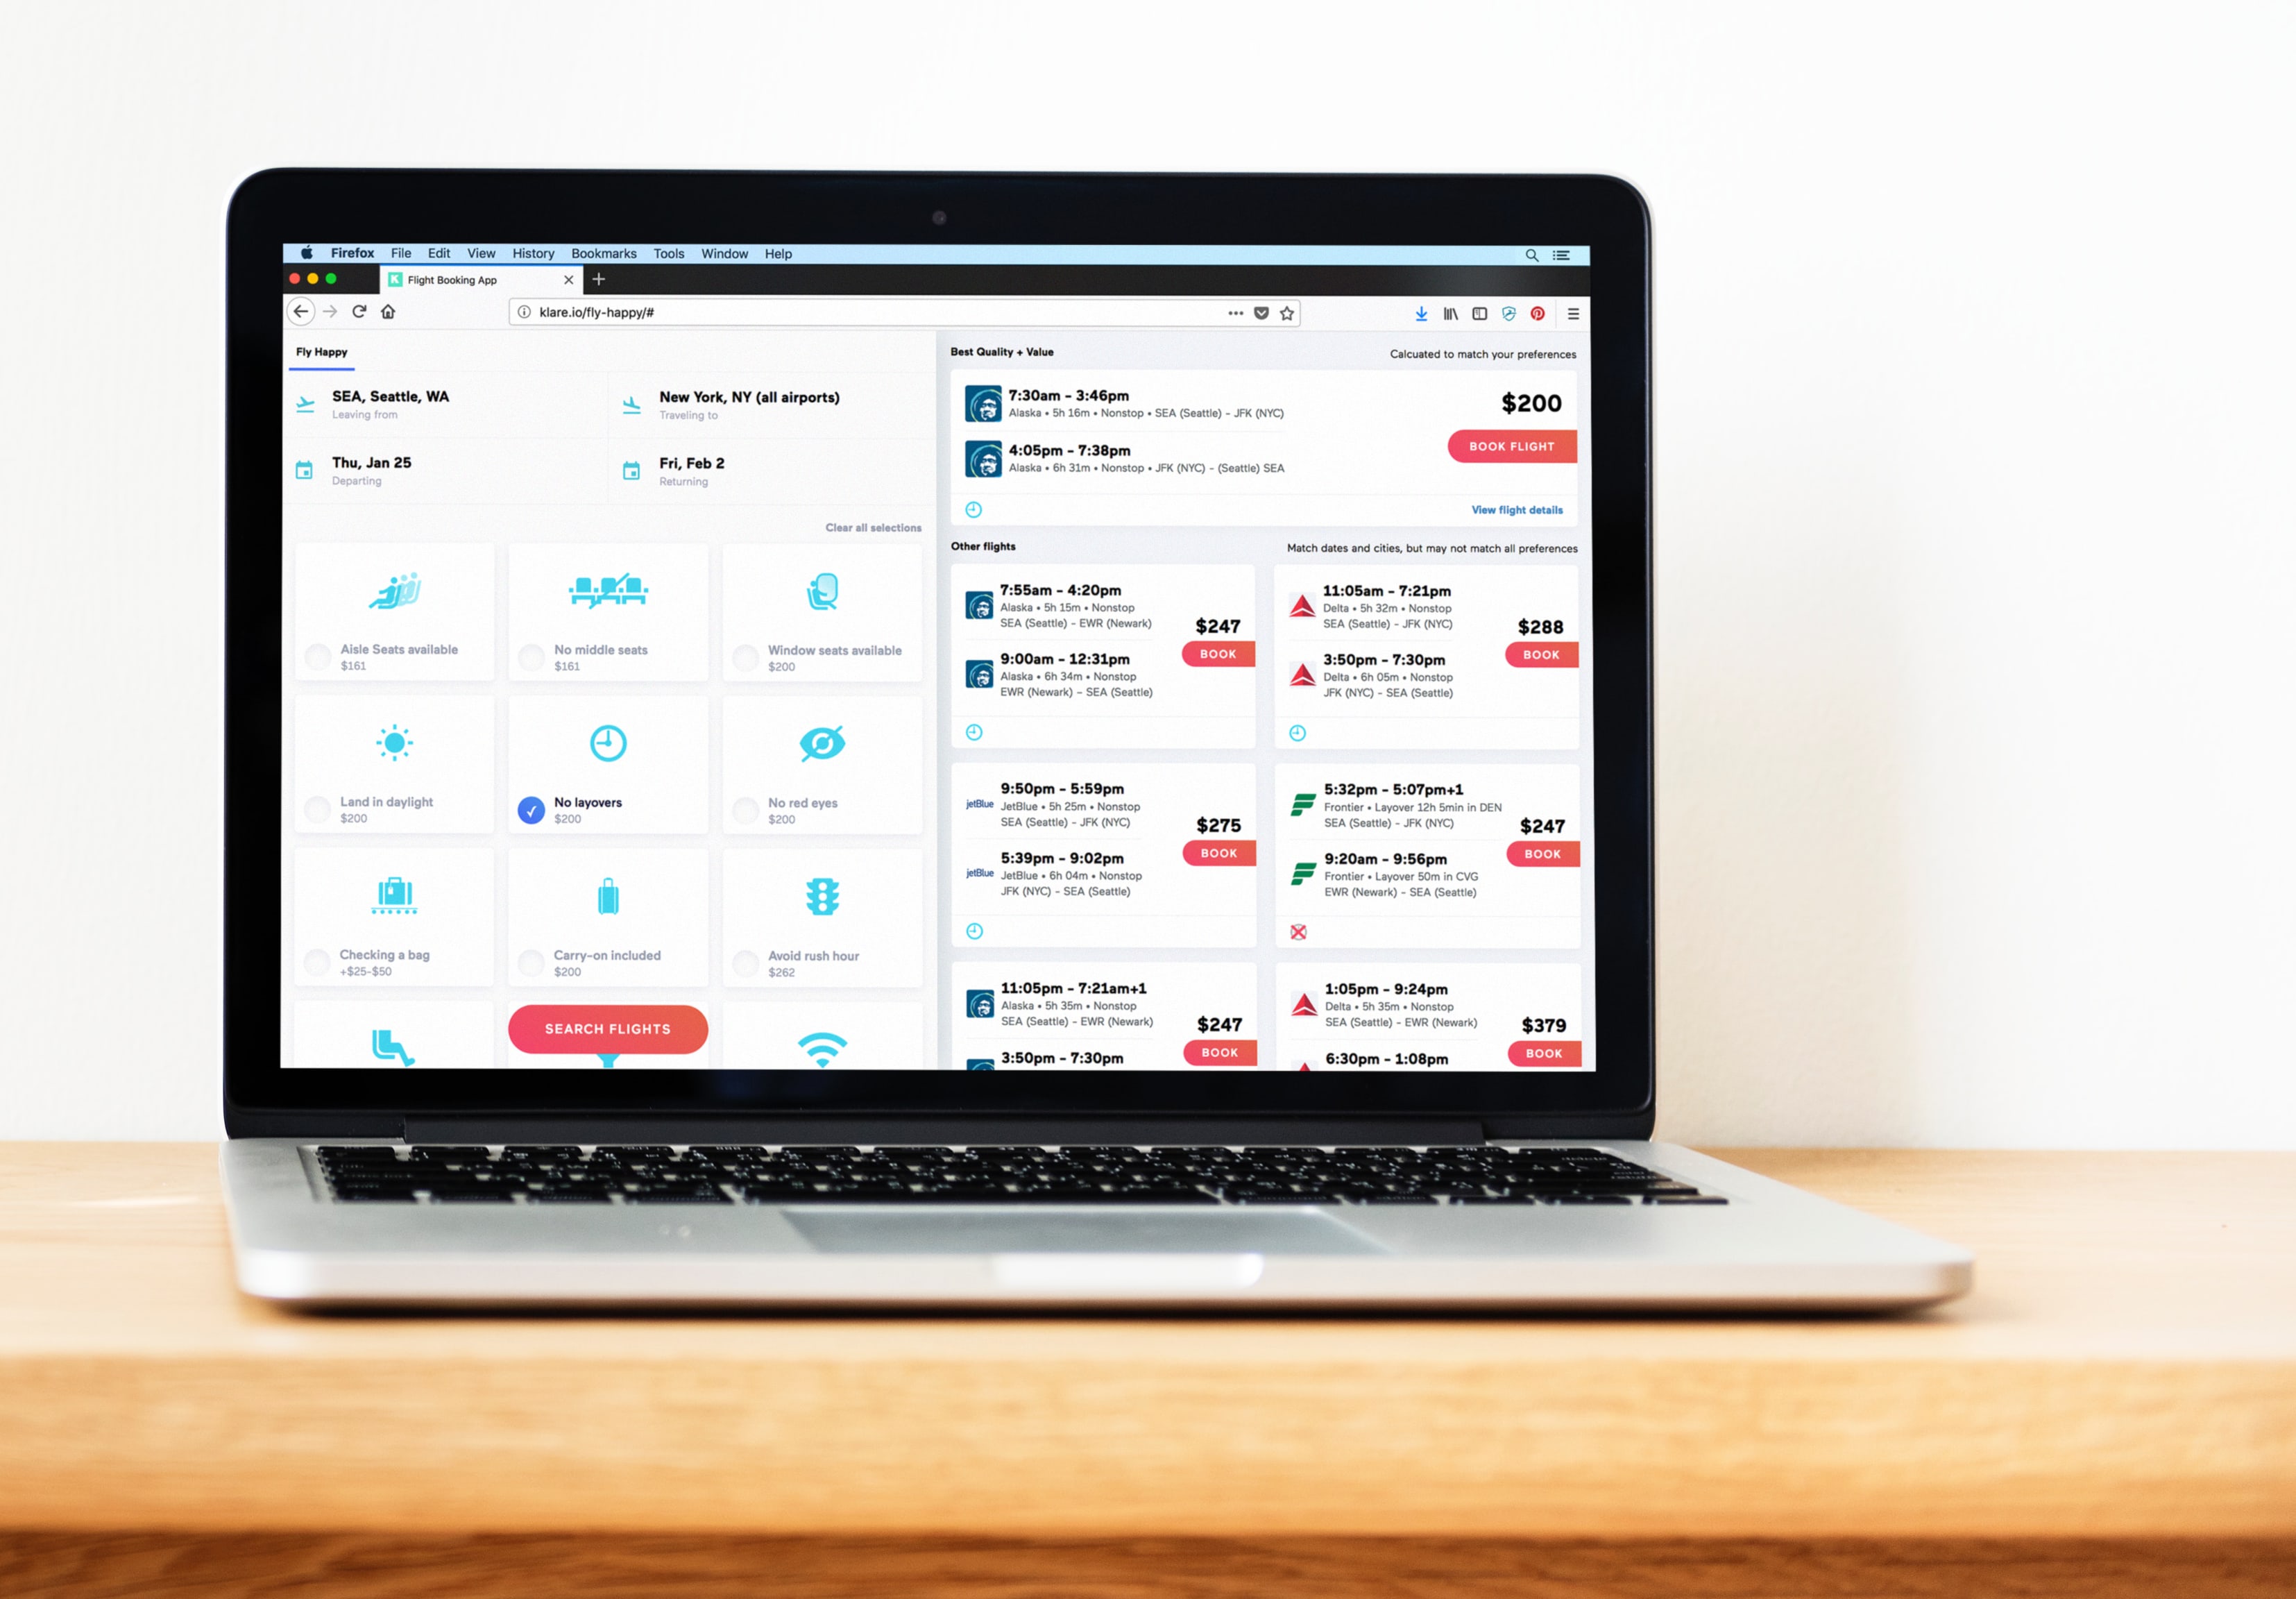 Firefox File Edit View History Bookmarks Tools Window Help
Flight Booking App
klare.io/fly-happy/#
Fly Happy
SEA, Seattle, WA
Leaving from
New York, NY (all airports)
Traveling to
Thu, Jan 25
Departing
Fri, Feb 2
Returning
Clear all selections
Aisle Seats available
$161
No middle seats
$161
Window seats available
$200
Land in daylight
$200
No layovers
$200
No red eyes
$200
Checking a bag
+$25-$50
Carry-on included
$200
Avoid rush hour
$262
SEARCH FLIGHTS
Best Quality + Value
Calcuated to match your preferences
7:30am - 3:46pm
Alaska • 5h 16m • Nonstop • SEA (Seattle) - JFK (NYC)
4:05pm - 7:38pm
Alaska • 6h 31m • Nonstop • JFK (NYC) - (Seattle) SEA
$200
BOOK FLIGHT
View flight details
Other flights
Match dates and cities, but may not match all preferences
7:55am - 4:20pm
Alaska • 5h 15m • Nonstop
SEA (Seattle) - EWR (Newark)
9:00am - 12:31pm
Alaska • 6h 34m • Nonstop
EWR (Newark) - SEA (Seattle)
$247
BOOK
11:05am - 7:21pm
Delta • 5h 32m • Nonstop
SEA (Seattle) - JFK (NYC)
3:50pm - 7:30pm
Delta • 6h 05m • Nonstop
JFK (NYC) - SEA (Seattle)
$288
BOOK
jetBlue
9:50pm - 5:59pm
JetBlue • 5h 25m • Nonstop
SEA (Seattle) - JFK (NYC)
jetBlue
5:39pm - 9:02pm
JetBlue • 6h 04m • Nonstop
JFK (NYC) - SEA (Seattle)
$275
BOOK
5:32pm - 5:07pm+1
Frontier • Layover 12h 5min in DEN
SEA (Seattle) - JFK (NYC)
9:20am - 9:56pm
Frontier • Layover 50m in CVG
EWR (Newark) - SEA (Seattle)
$247
BOOK
11:05pm - 7:21am+1
Alaska • 5h 35m • Nonstop
SEA (Seattle) - EWR (Newark)
3:50pm - 7:30pm
$247
BOOK
1:05pm - 9:24pm
Delta • 5h 35m • Nonstop
SEA (Seattle) - EWR (Newark)
6:30pm - 1:08pm
$379
BOOK